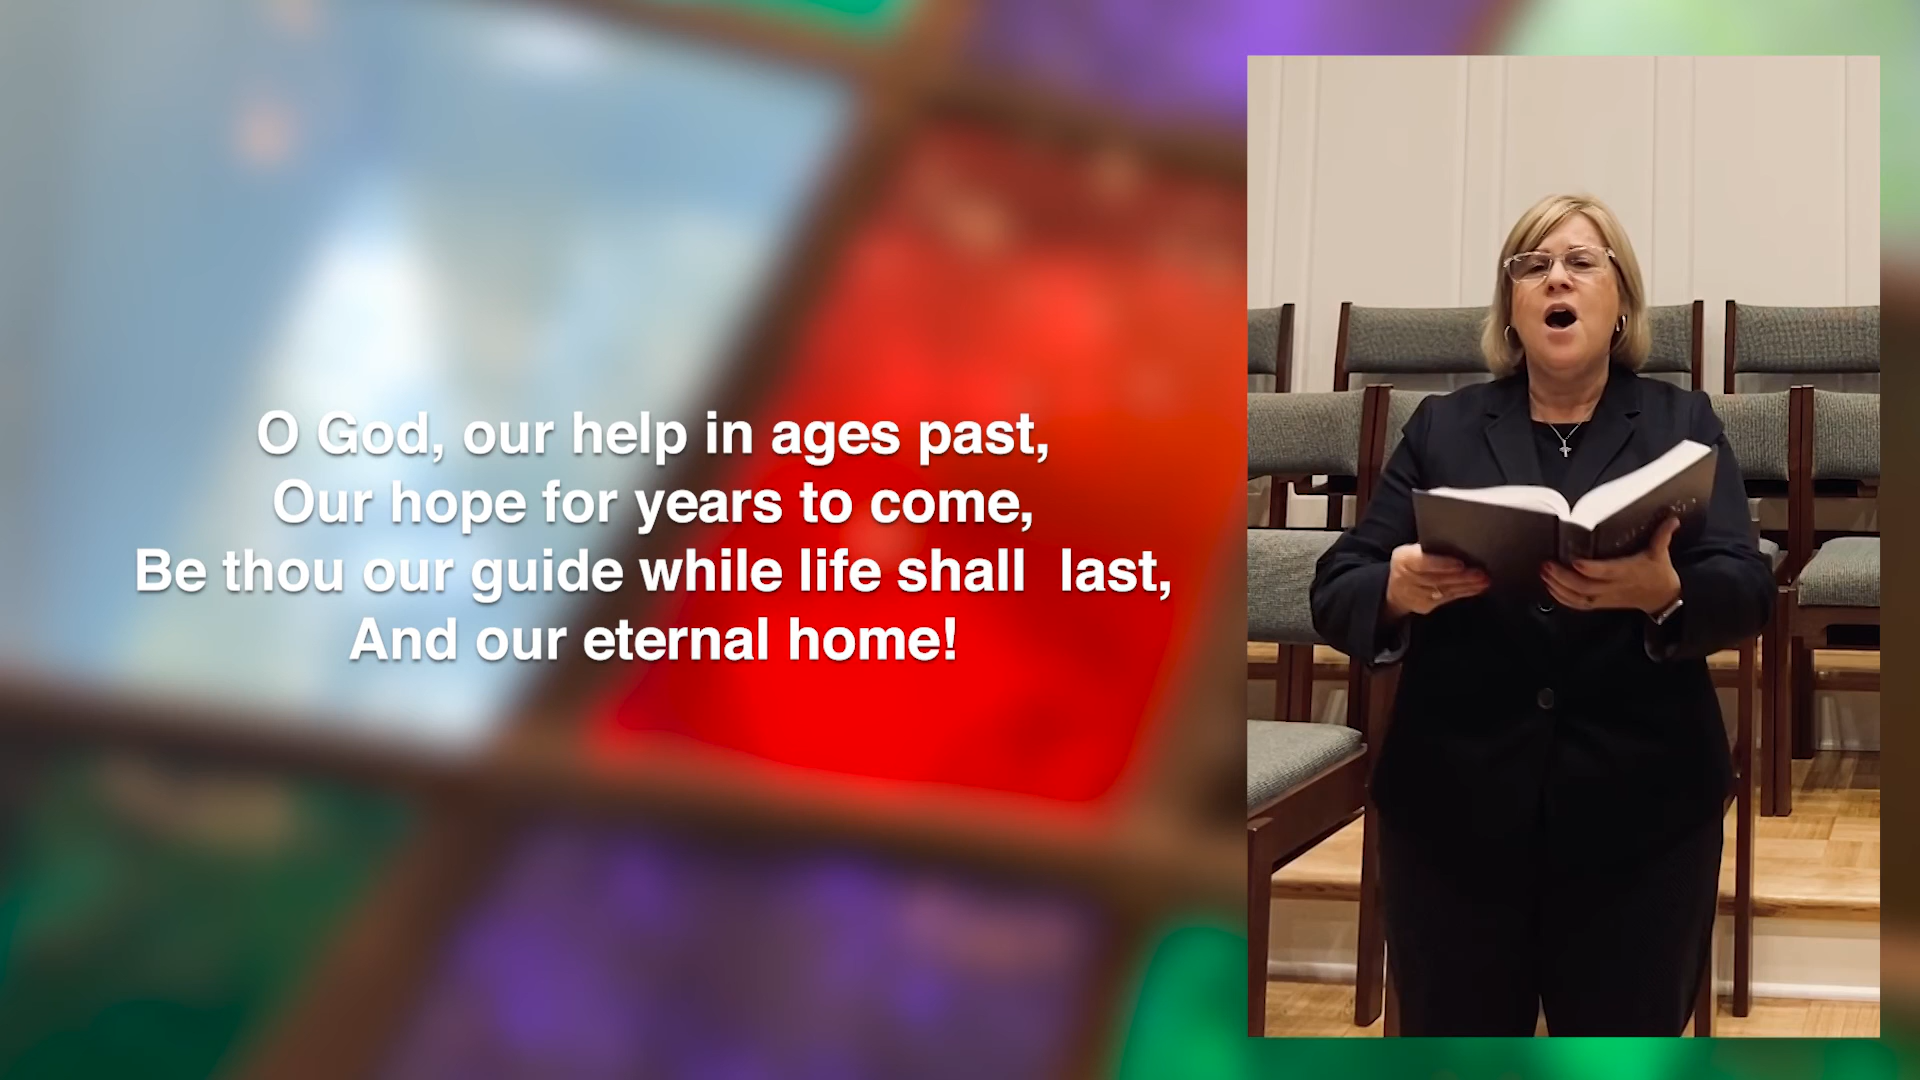 O God, our help in ages past,
Our hope for years to come,
Be thou our guide while life shall  last,
And our eternal home!